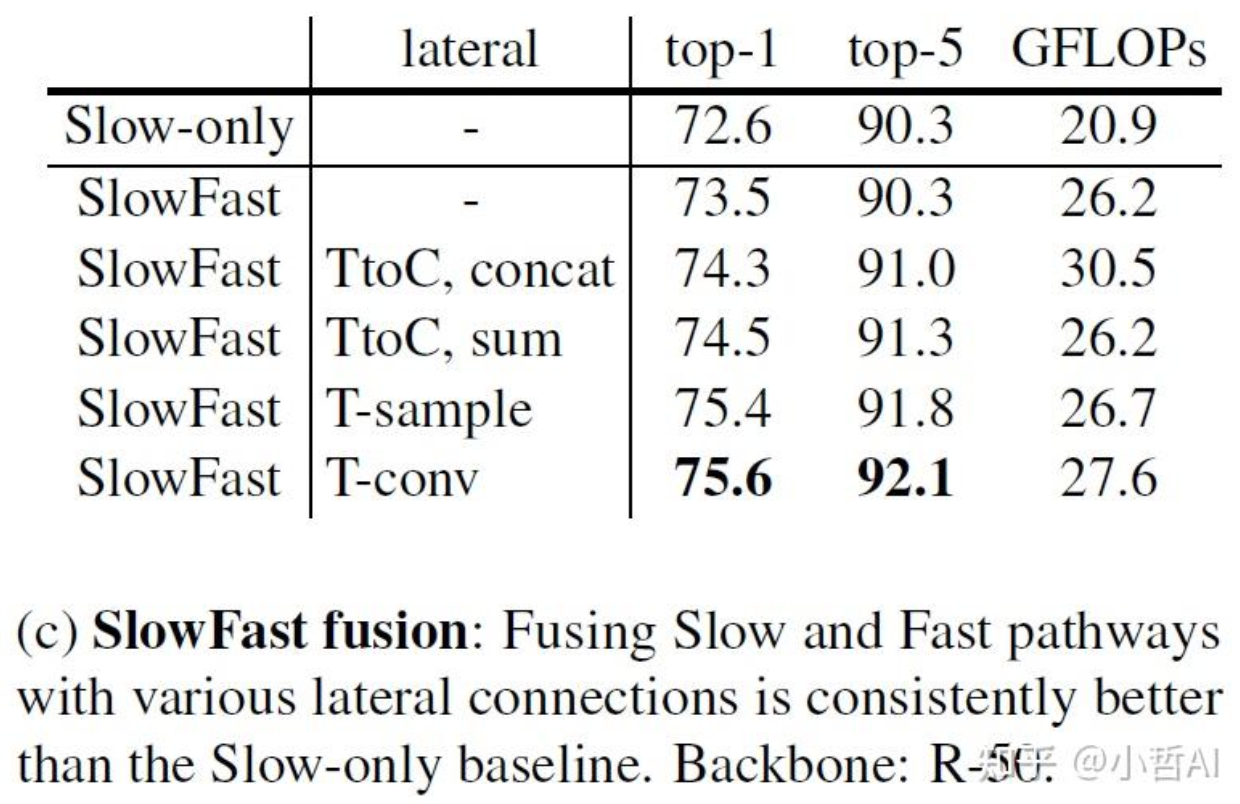 lateral top-1 top-5 GFLOPs
Slow-only - 72.6 90.3 20.9
SlowFast - 73.5 90.3 26.2
SlowFast TtoC, concat 74.3 91.0 30.5
SlowFast TtoC, sum 74.5 91.3 26.2
SlowFast T-sample 75.4 91.8 26.7
SlowFast T-conv 75.6 92.1 27.6
(c) SlowFast fusion: Fusing Slow and Fast pathways
with various lateral connections is consistently better
than the Slow-only baseline. Backbone: R-50.
知乎 @小哲AI